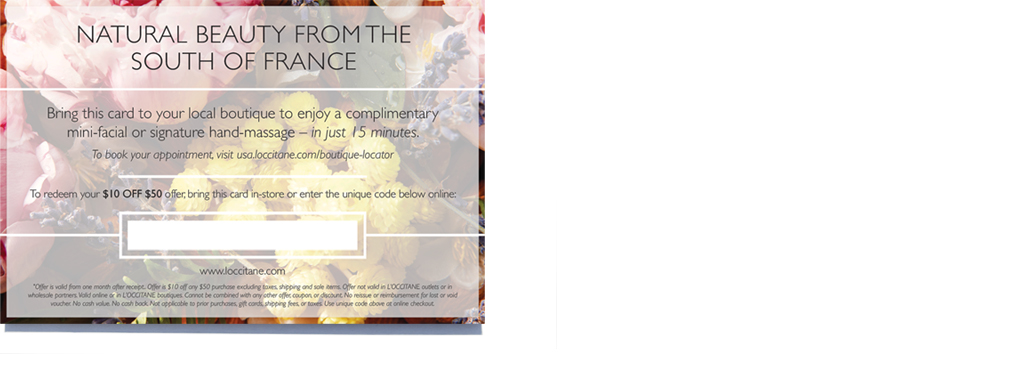 NATURAL BEAUTY FROM THE
SOUTH OF FRANCE
Bring this card to your local boutique to enjoy a complimentary
mini-facial or signature hand-massage – in just 15 minutes.
To book your appointment, visit usa.loccitane.com/boutique-locator
To redeem your $10 OFF $50 offer, bring this card in-store or enter the unique code below online:
www.loccitane.com
*Offer is valid from one month after receipt. Offer is $10 off any $50 purchase excluding taxes, shipping and sale items. Offer not valid in L'OCCITANE outlets or in
wholesale partners. Valid online or in L'OCCITANE boutiques. Cannot be combined with any other offer, coupon, or discount. No reissue or reimbursement for lost or void
voucher. No cash value. No cash back. Not applicable to prior purchases, gift cards, shipping fees, or taxes. Use unique code above at online checkout.